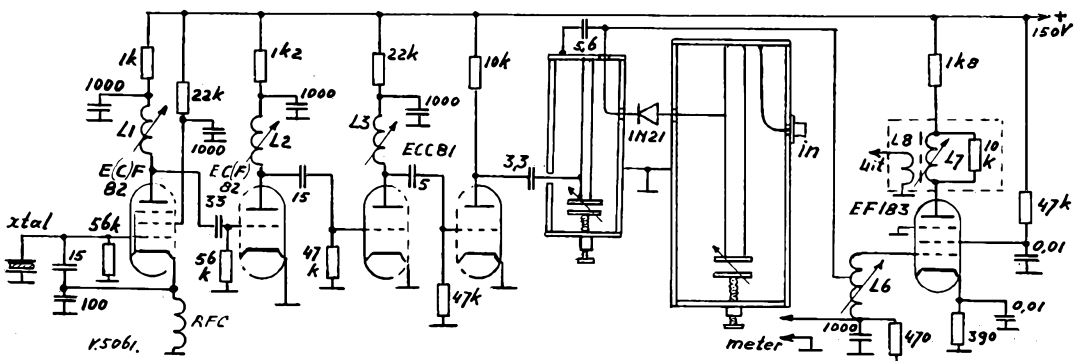 +
150V
1k
1k2
22k
10k
5,6
1k8
1000
22k
1000
1000
1000
L1
L2
L3
1N21
in
L8
L7
10
k
Uit
E(C)F
82
E(C)F
82
ECC81
3,3
EF183
47k
xtal
56k
33
15
5
15
56
k
47
k
47k
0,01
100
L6
0,01
RFC
V.5061.
1000
470
390
meter